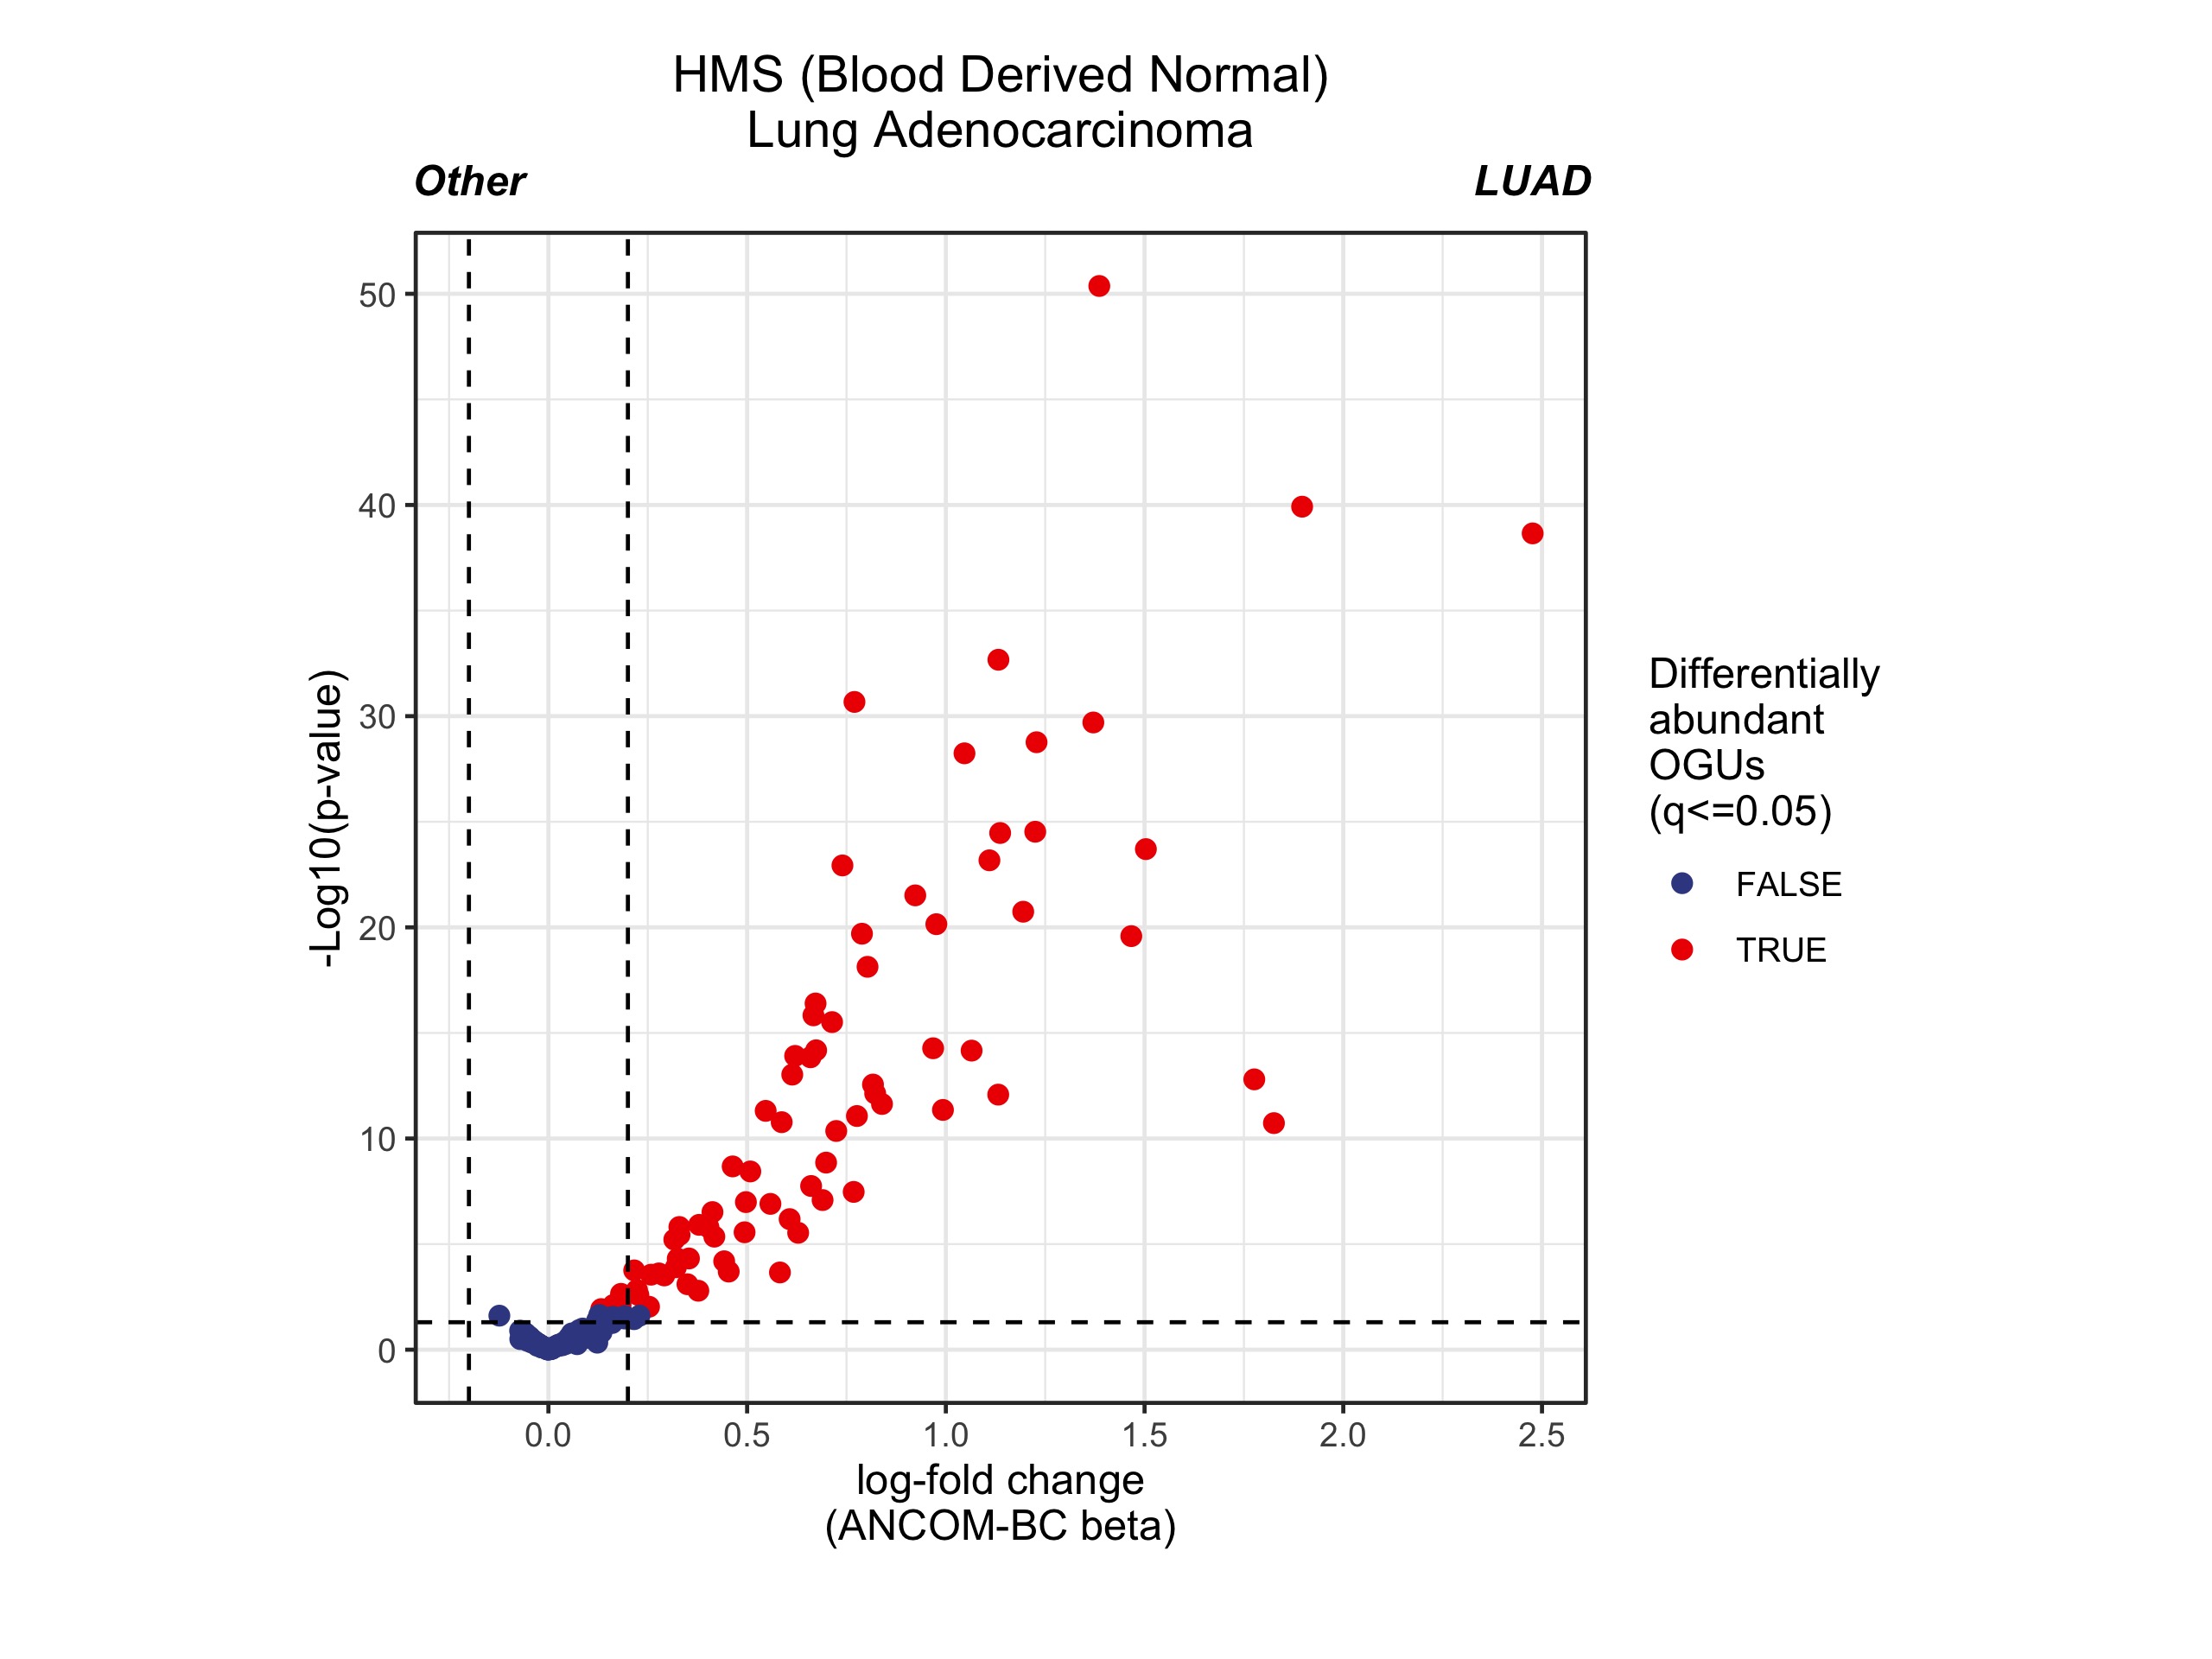 HMS (Blood Derived Normal)
Lung Adenocarcinoma
Other
LUAD
50
40
30
20
10
0
-Log10(p-value)
0.0
0.5
1.0
1.5
2.0
2.5
log-fold change
(ANCOM-BC beta)
Differentially
abundant
OGUs
(q<=0.05)
FALSE
TRUE